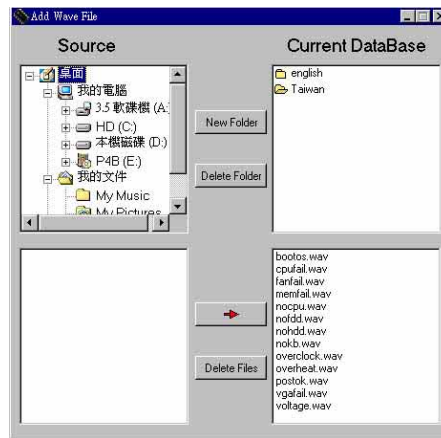 Add Wave File
Source
Current DataBase
桌面
我的電腦
3.5 軟碟機 (A:)
HD (C:)
本機磁碟 (D:)
P4B (E:)
我的文件
My Music
My Pictures
New Folder
Delete Folder
english
Taiwan
Delete Files
bootos.wav
cpufail.wav
fanfail.wav
memfail.wav
nocpu.wav
nofdd.wav
nohdd.wav
nokb.wav
overclock.wav
overheat.wav
postok.wav
vgafail.wav
voltage.wav